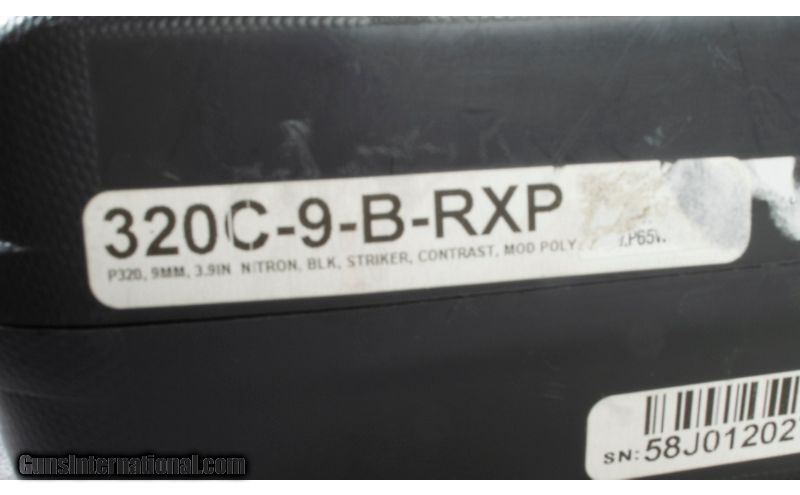 320C-9-B-RXP
P320, 9MM, 3.9IN NITRON, BLK, STRIKER, CONTRAST, MOD POLY,
SN: 58J01202
GunsInternational.com